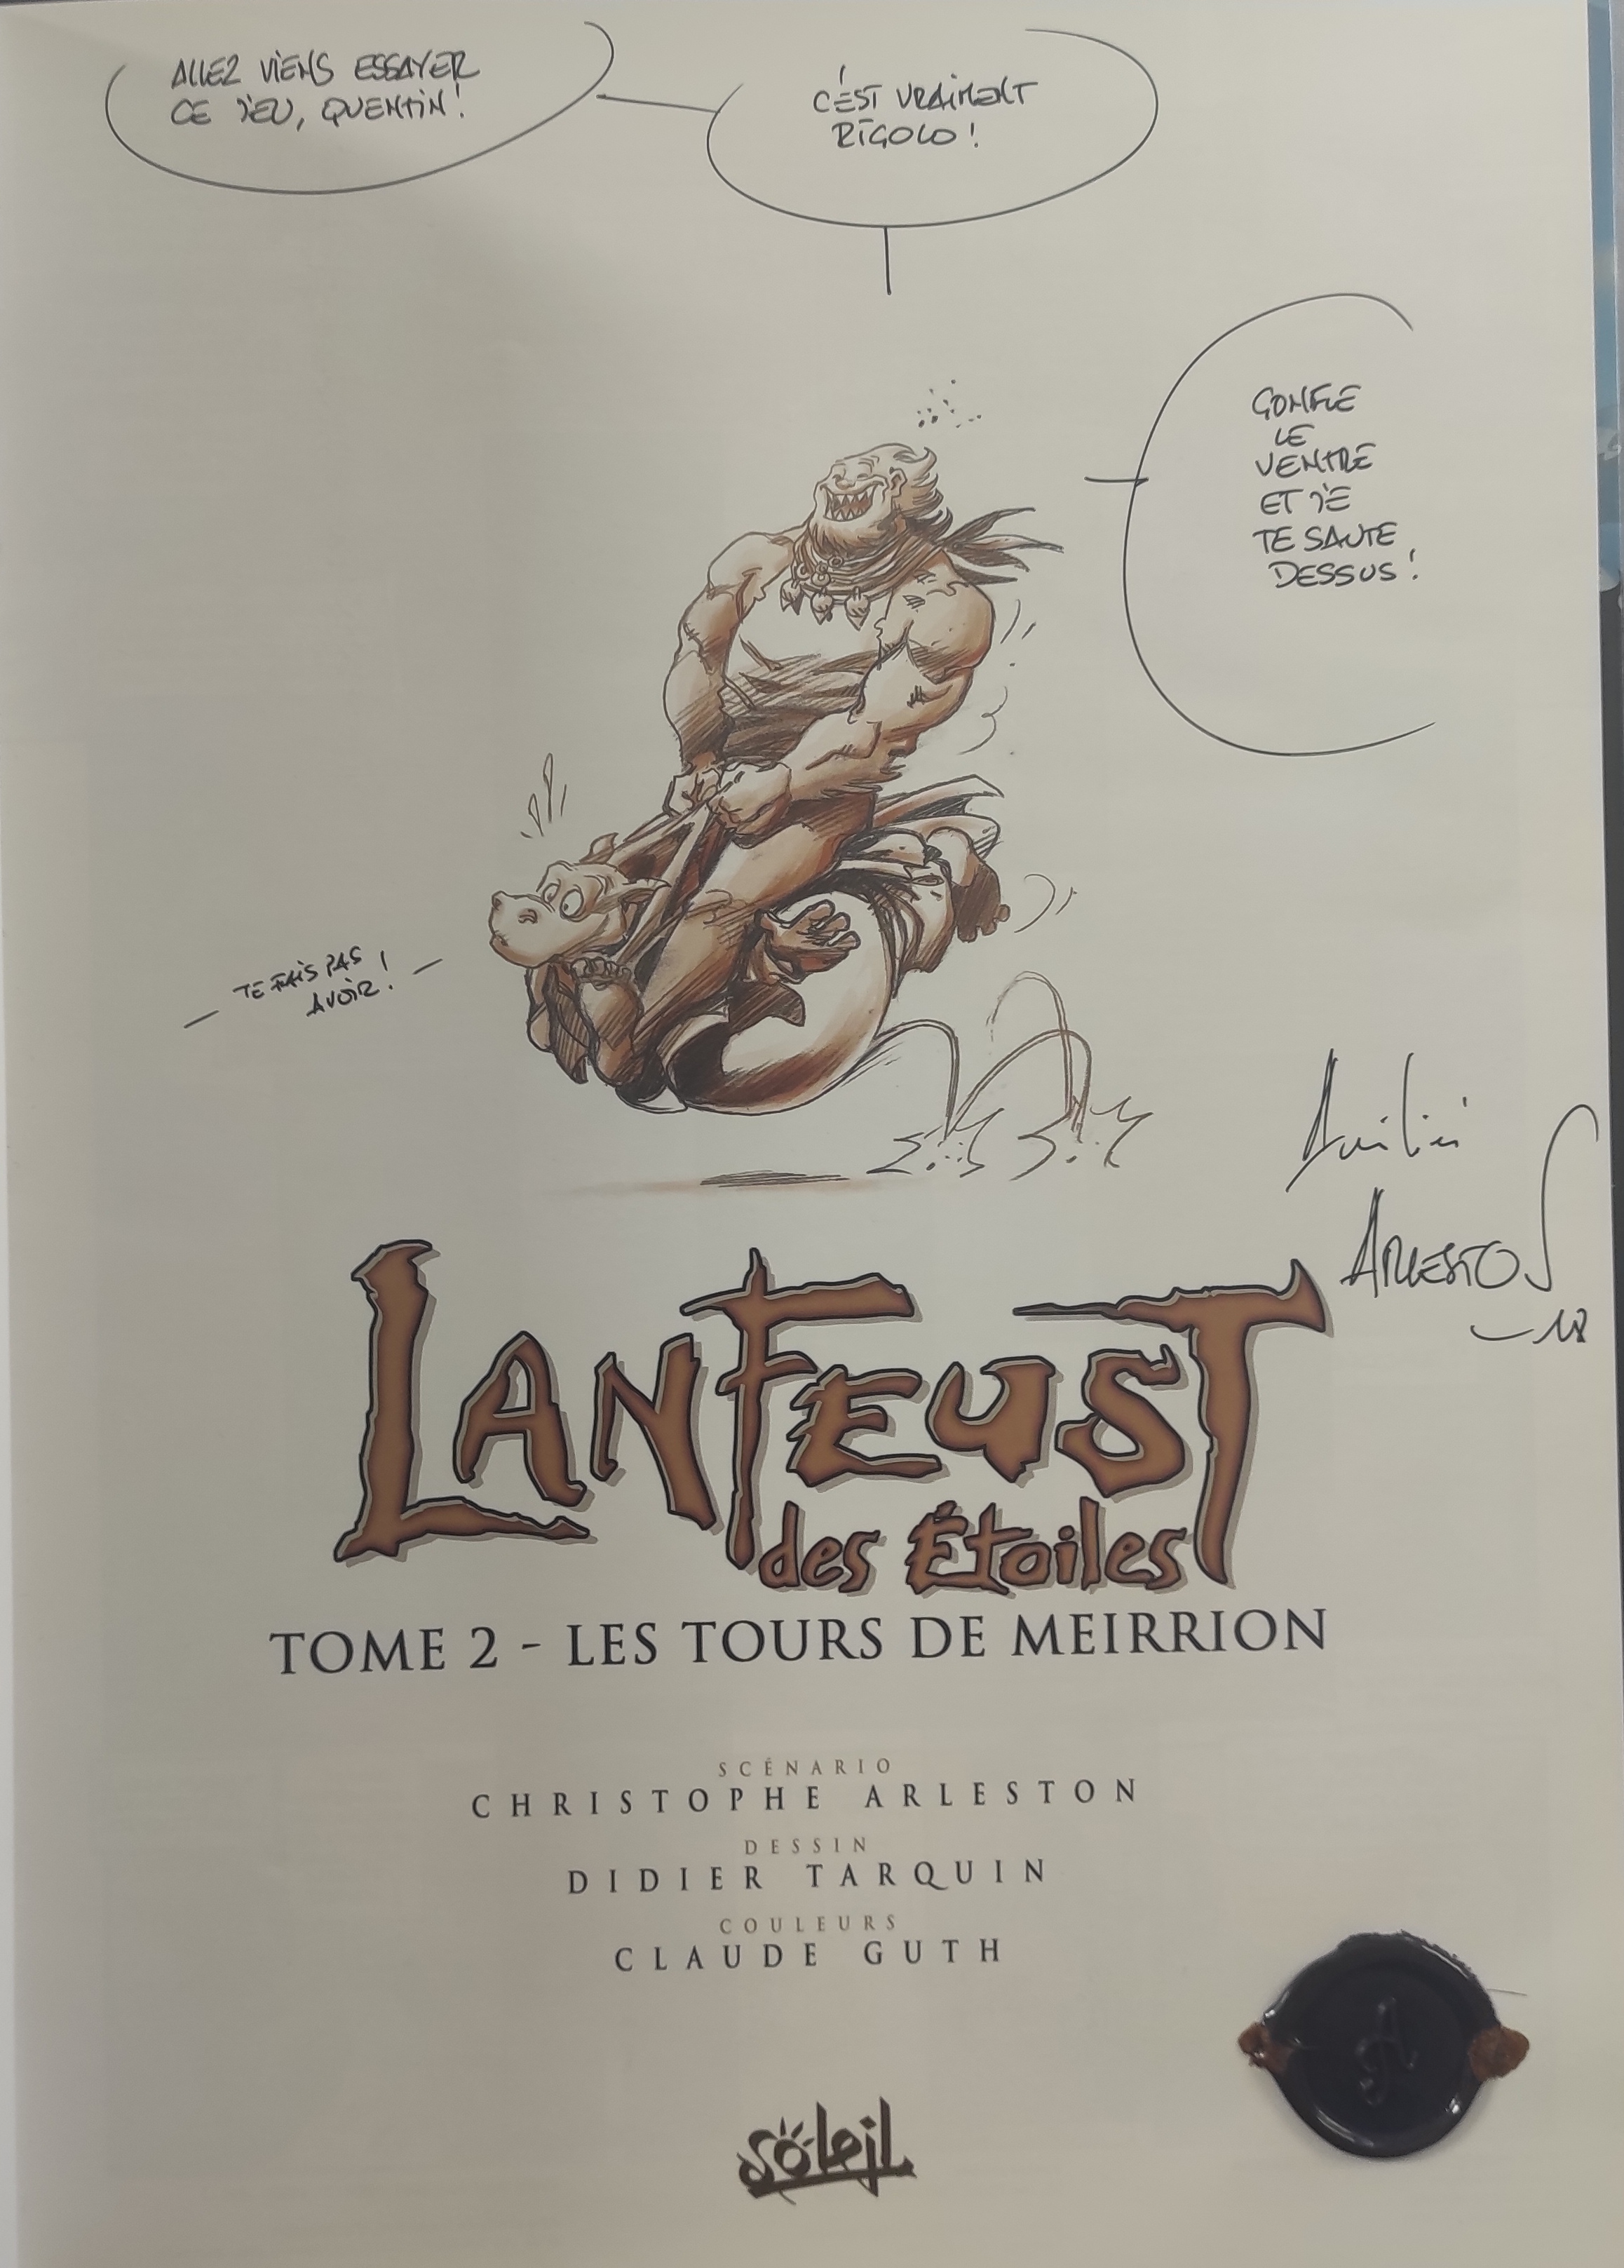 ALLEZ VIENS ESSAYER
CE JEU, QUENTIN!
C'EST VRAIMENT
RIGOLO!
GONFLE
LE
VENTRE
ET JE
TE SAUTE
DESSUS!
TE FAIS PAS
AVOIR!
Amitiés
ARLESTON
-18
LANFEUST
des Étoiles
TOME 2 - LES TOURS DE MEIRRION
SCÉNARIO
CHRISTOPHE ARLESTON
DESSIN
DIDIER TARQUIN
COULEURS
CLAUDE GUTH
A
SOLEIL